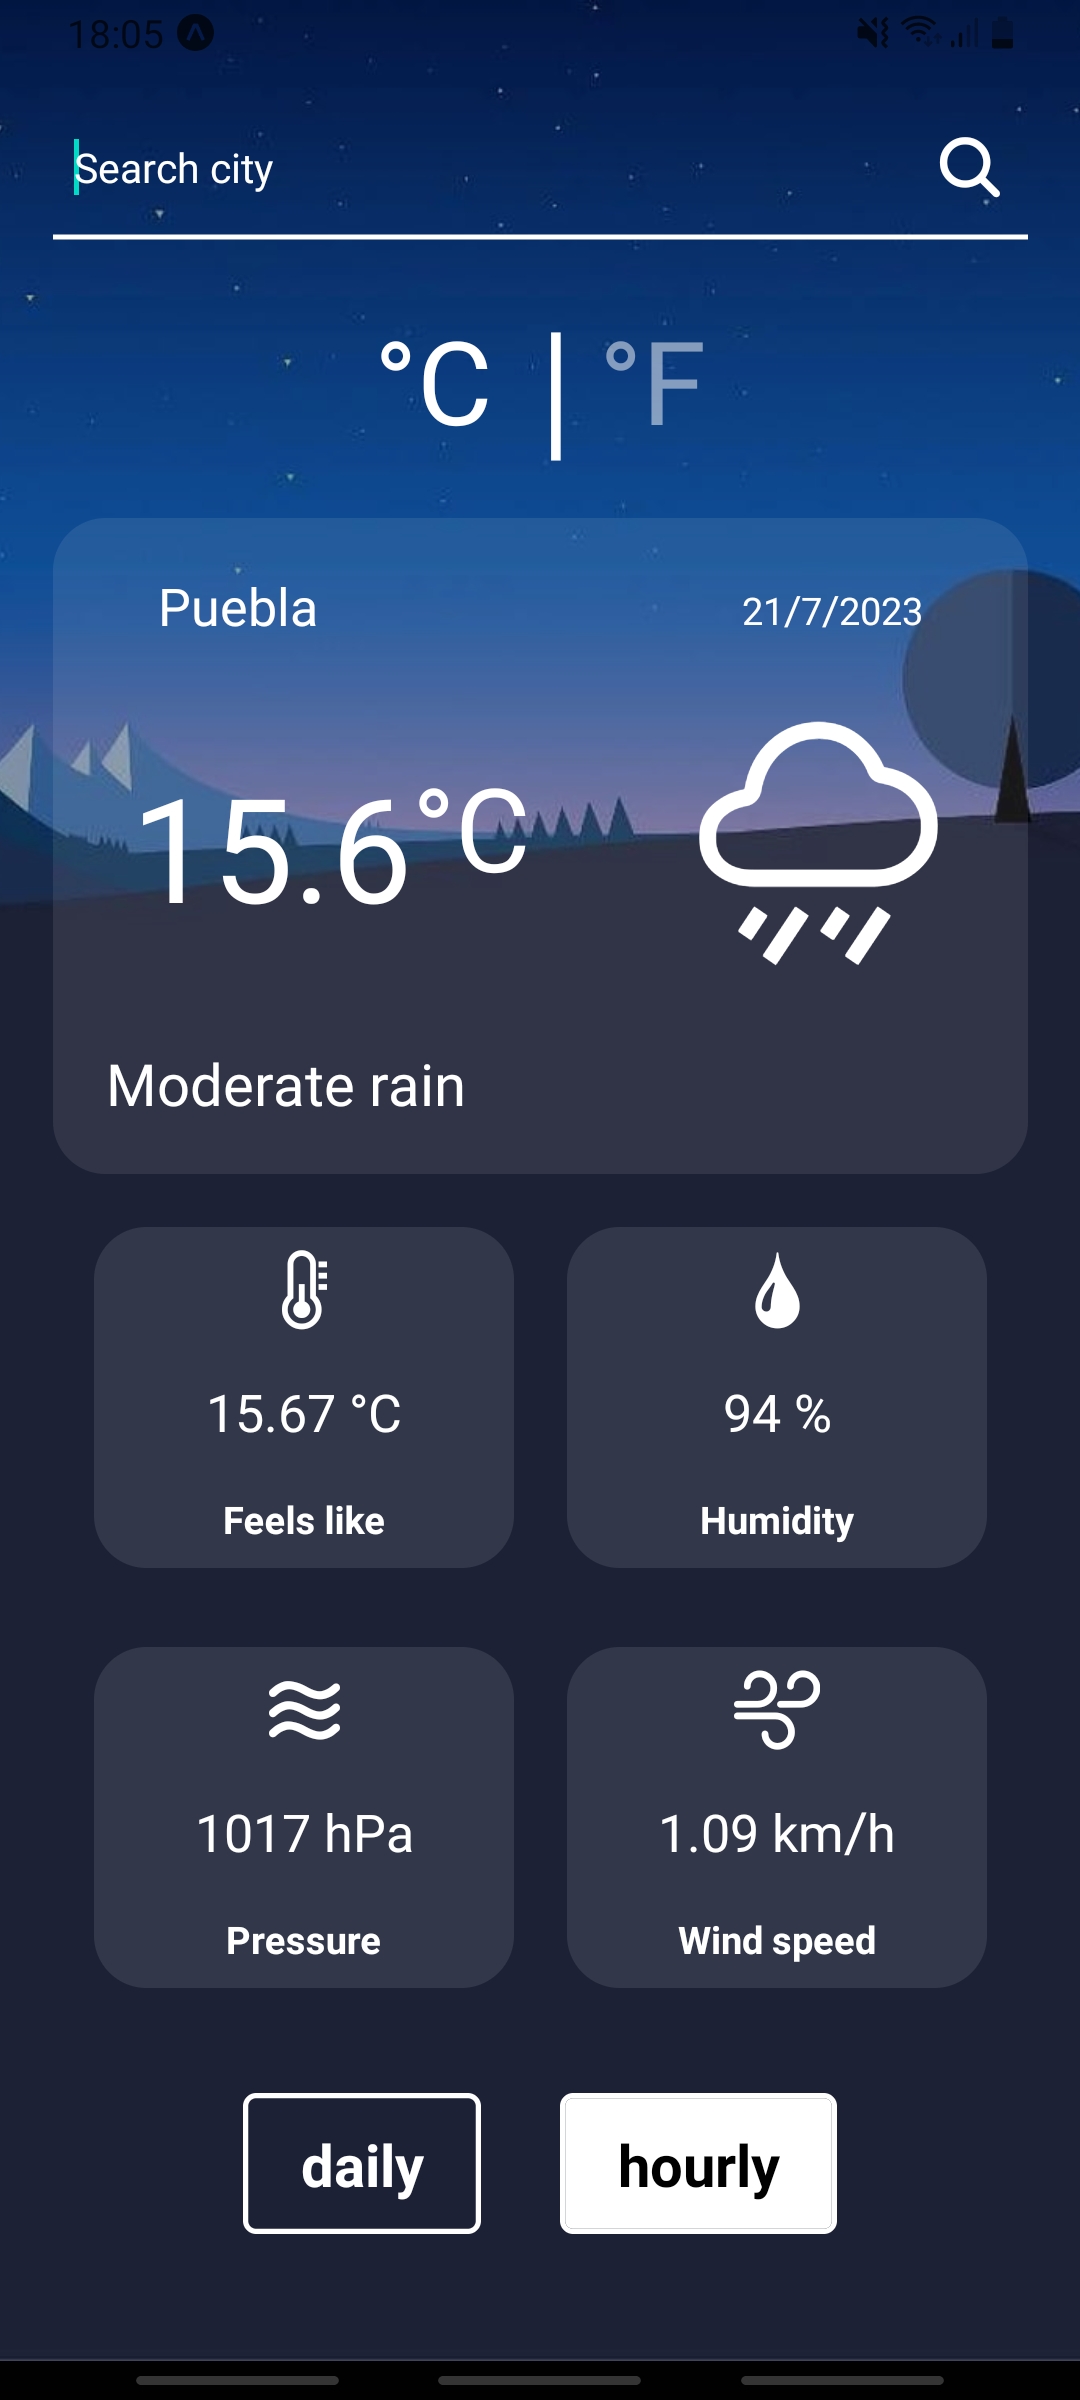 18:05
Search city
°C | °F
Puebla 21/7/2023
15.6°C
Moderate rain
15.67 °C 94 %
Feels like Humidity
1017 hPa 1.09 km/h
Pressure Wind speed
daily hourly